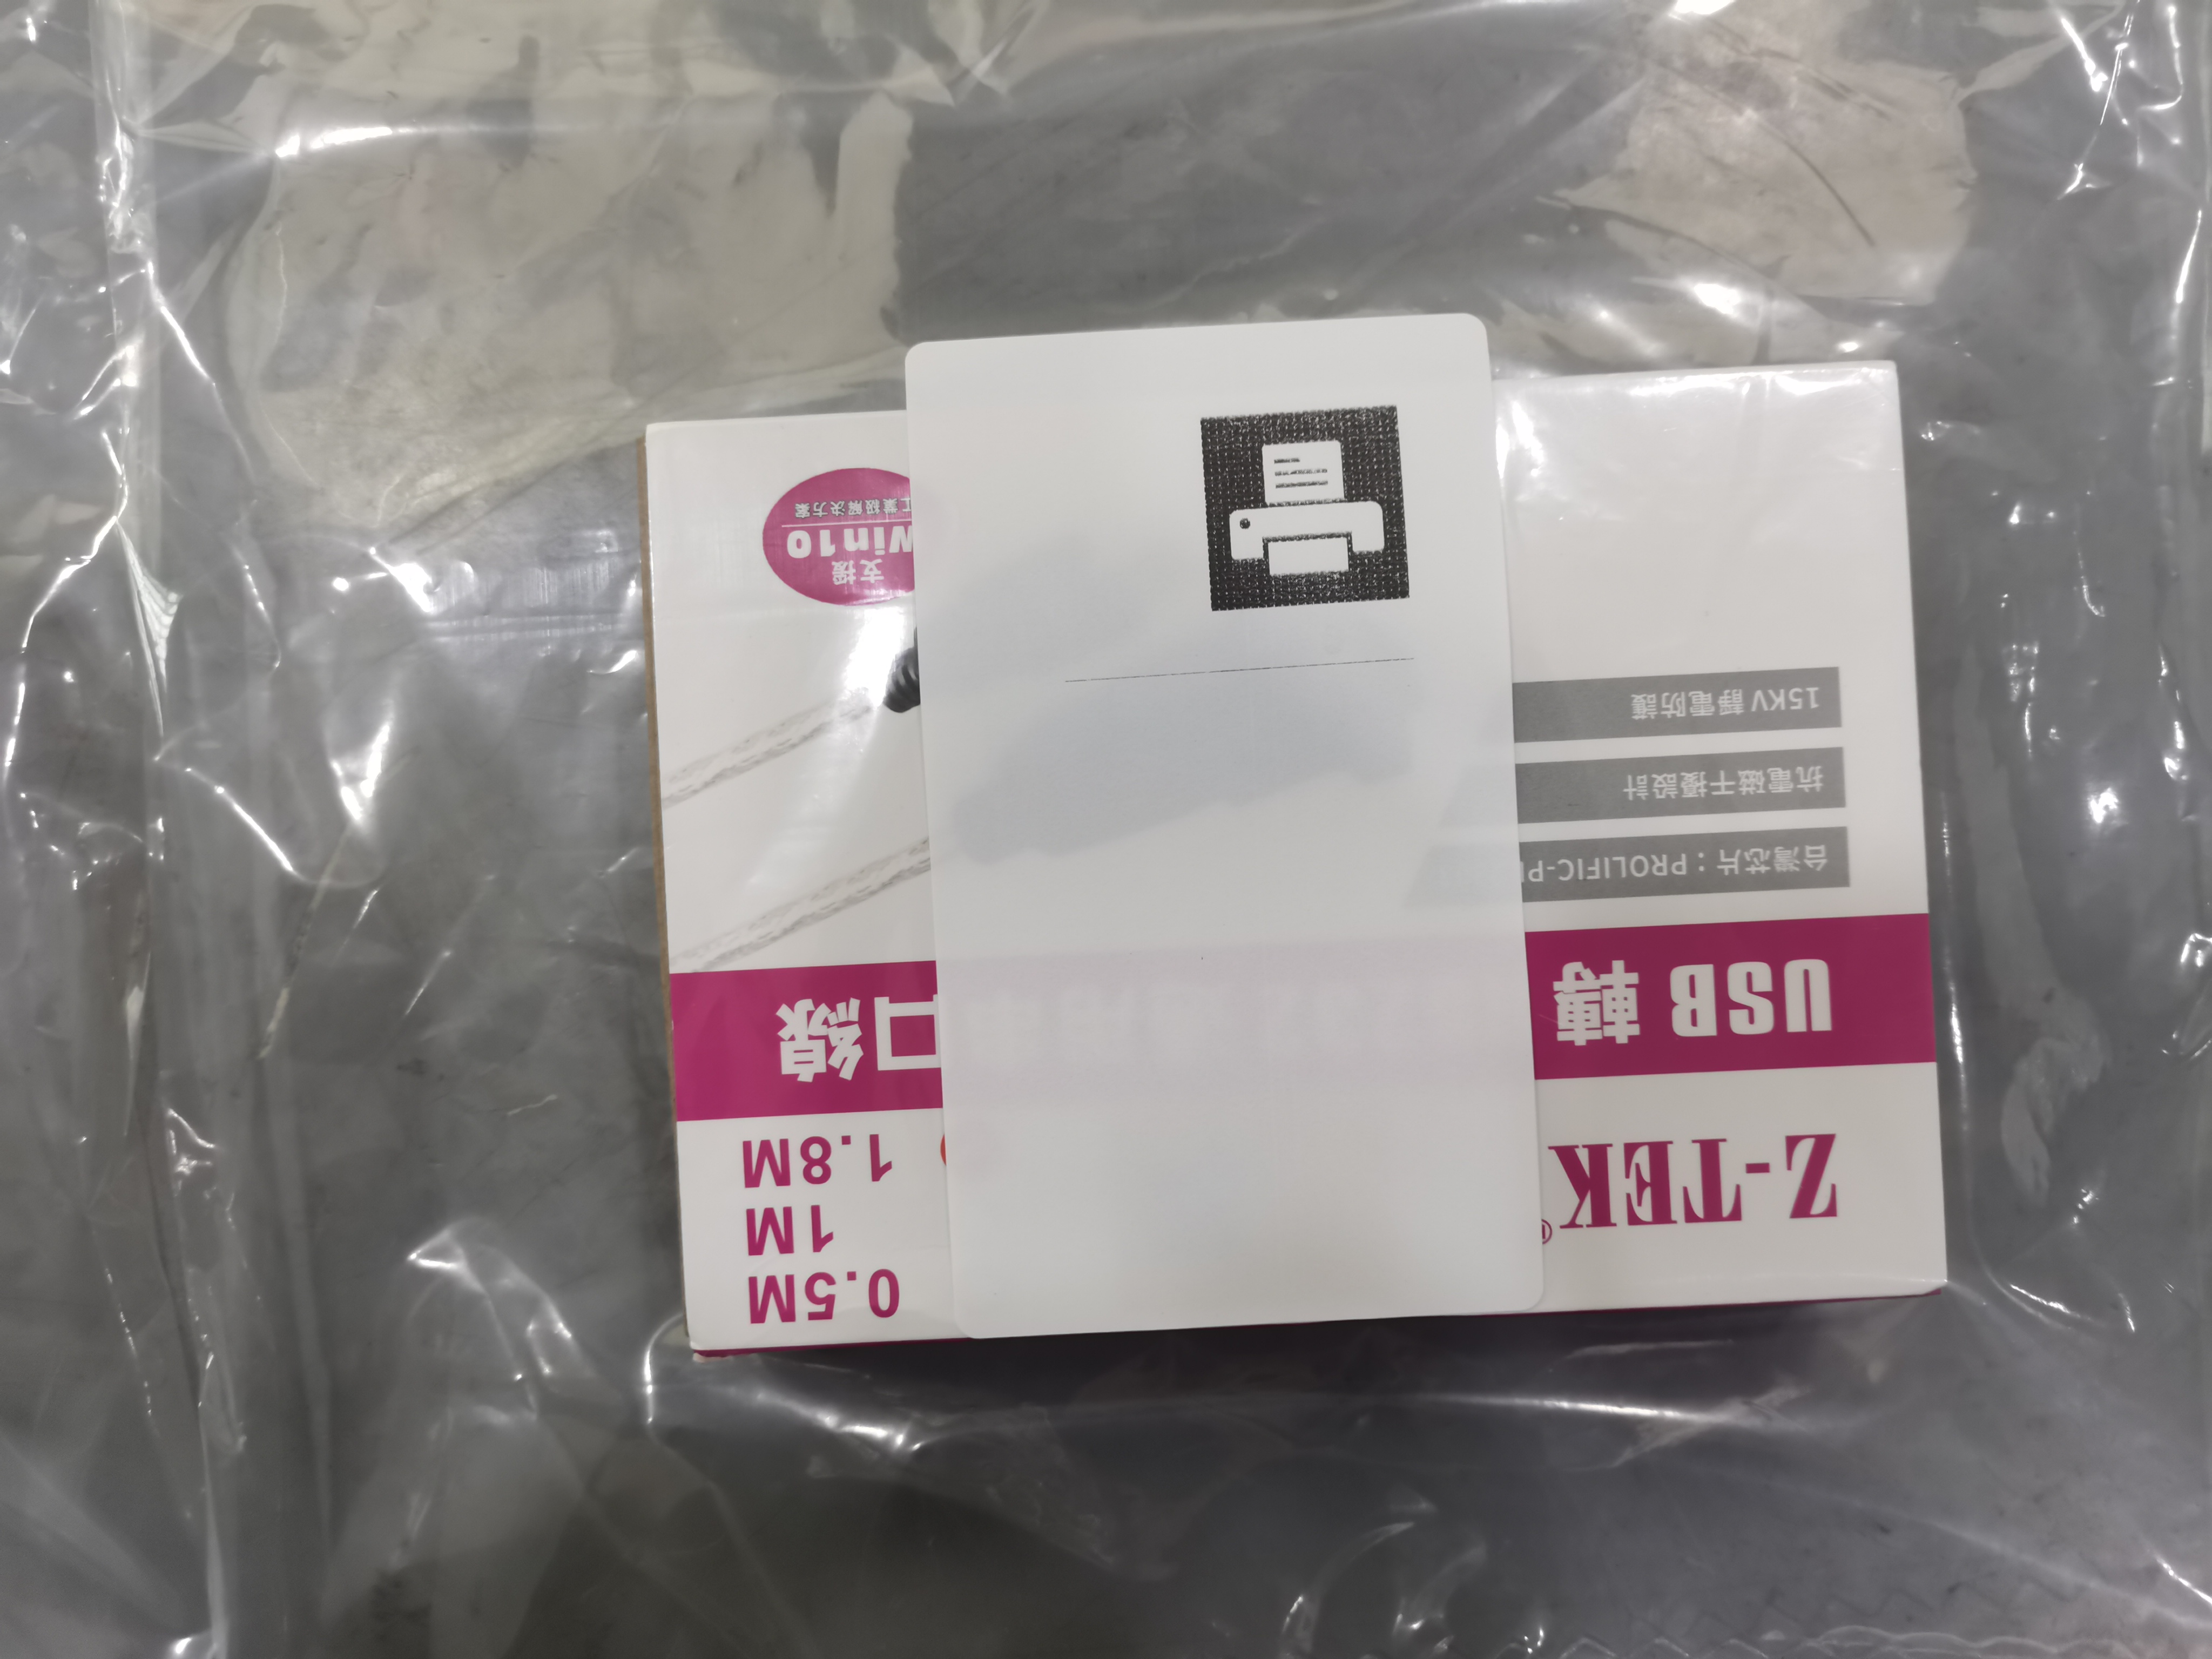 Z-TEK®
0.5M
1M
1.8M
USB 轉
口線
台灣芯片：PROLIFIC-P
抗電磁干擾設計
15KV 靜電防護
支援
Win10
工業級解決方案